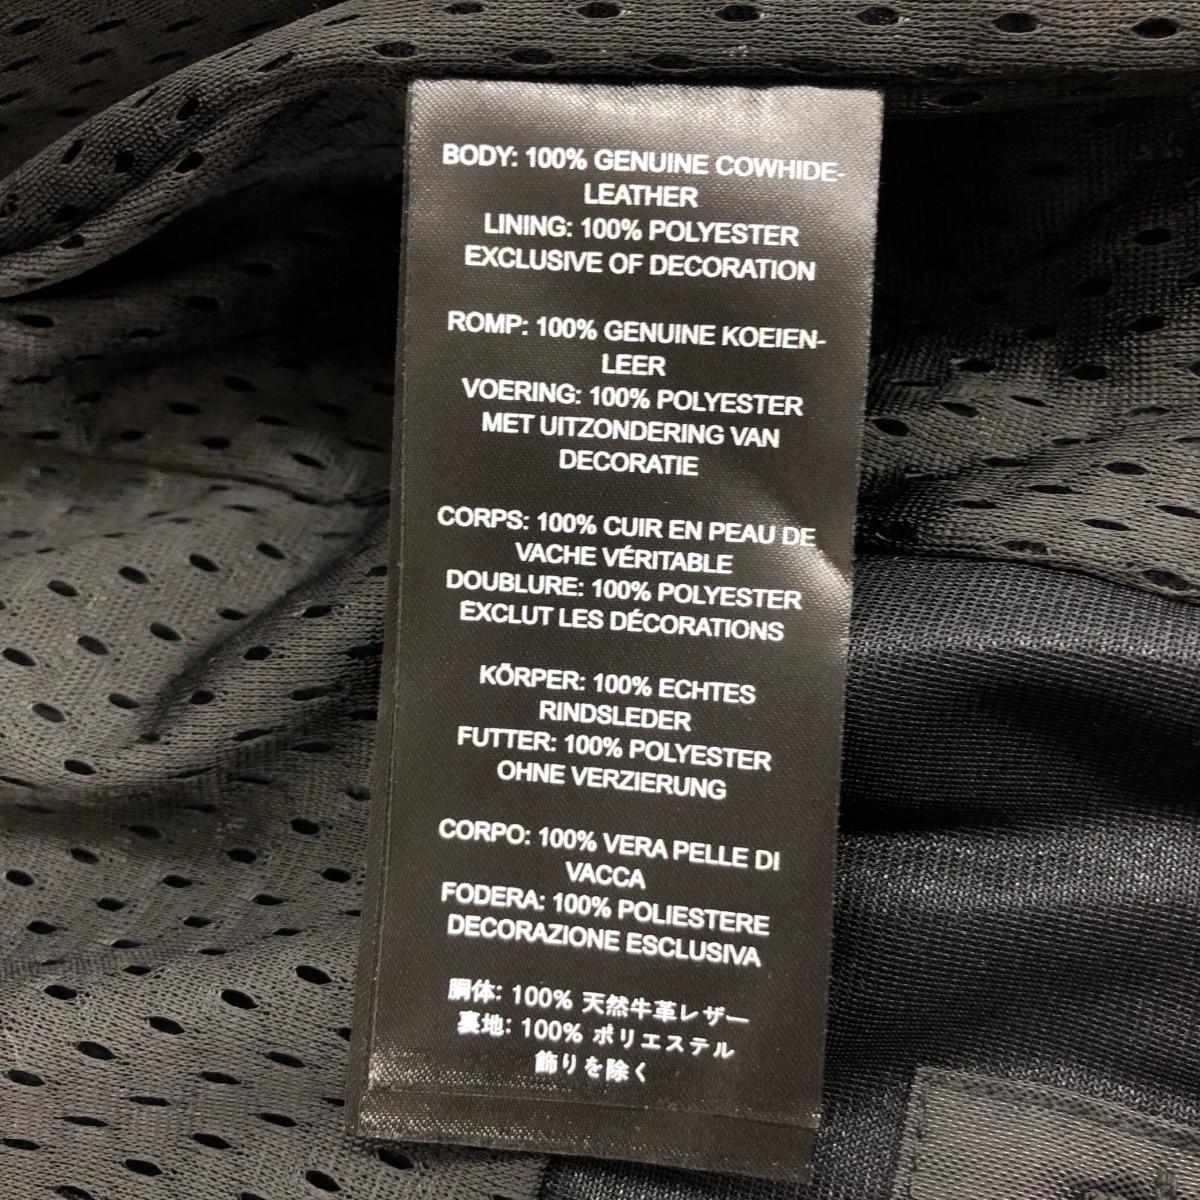 BODY: 100% GENUINE COWHIDE-
LEATHER
LINING: 100% POLYESTER
EXCLUSIVE OF DECORATION
ROMP: 100% GENUINE KOEIEN-
LEER
VOERING: 100% POLYESTER
MET UITZONDERING VAN
DECORATIE
CORPS: 100% CUIR EN PEAU DE
VACHE VÉRITABLE
DOUBLURE: 100% POLYESTER
EXCLUT LES DÉCORATIONS
KÖRPER: 100% ECHTES
RINDSLEDER
FUTTER: 100% POLYESTER
OHNE VERZIERUNG
CORPO: 100% VERA PELLE DI
VACCA
FODERA: 100% POLIESTERE
DECORAZIONE ESCLUSIVA
胴体: 100% 天然牛革レザー
裏地: 100% ポリエステル
飾りを除く